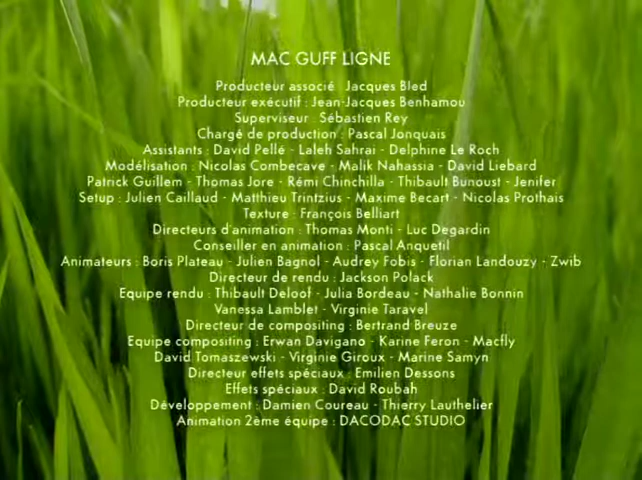 MAC GUFF LIGNE
Producteur associé : Jacques Bled
Producteur exécutif : Jean-Jacques Benhamou
Superviseur : Sébastien Rey
Chargé de production : Pascal Jonquais
Assistants : David Pellé - Laleh Sahrai - Delphine Le Roch
Modélisation : Nicolas Combecave - Malik Nahassia - David Liebard
Patrick Guillem - Thomas Jore - Rémi Chinchilla - Thibault Bunoust - Jenifer
Setup : Julien Caillaud - Matthieu Trintzius - Maxime Becart - Nicolas Prothais
Texture : François Belliart
Directeurs d'animation : Thomas Monti - Luc Degardin
Conseiller en animation : Pascal Anquetil
Animateurs : Boris Plateau - Julien Bagnol - Audrey Fobis - Florian Landouzy - Zwib
Directeur de rendu : Jackson Polack
Equipe rendu : Thibault Deloof - Julia Bordeau - Nathalie Bonnin
Vanessa Lamblet - Virginie Taravel
Directeur de compositing : Bertrand Breuze
Equipe compositing : Erwan Davigano - Karine Feron - Macfly
David Tomaszewski - Virginie Giroux - Marine Samyn
Directeur effets spéciaux : Emilien Dessons
Effets spéciaux : David Roubah
Développement : Damien Coureau - Thierry Lauthelier
Animation 2ème équipe : DACODAC STUDIO